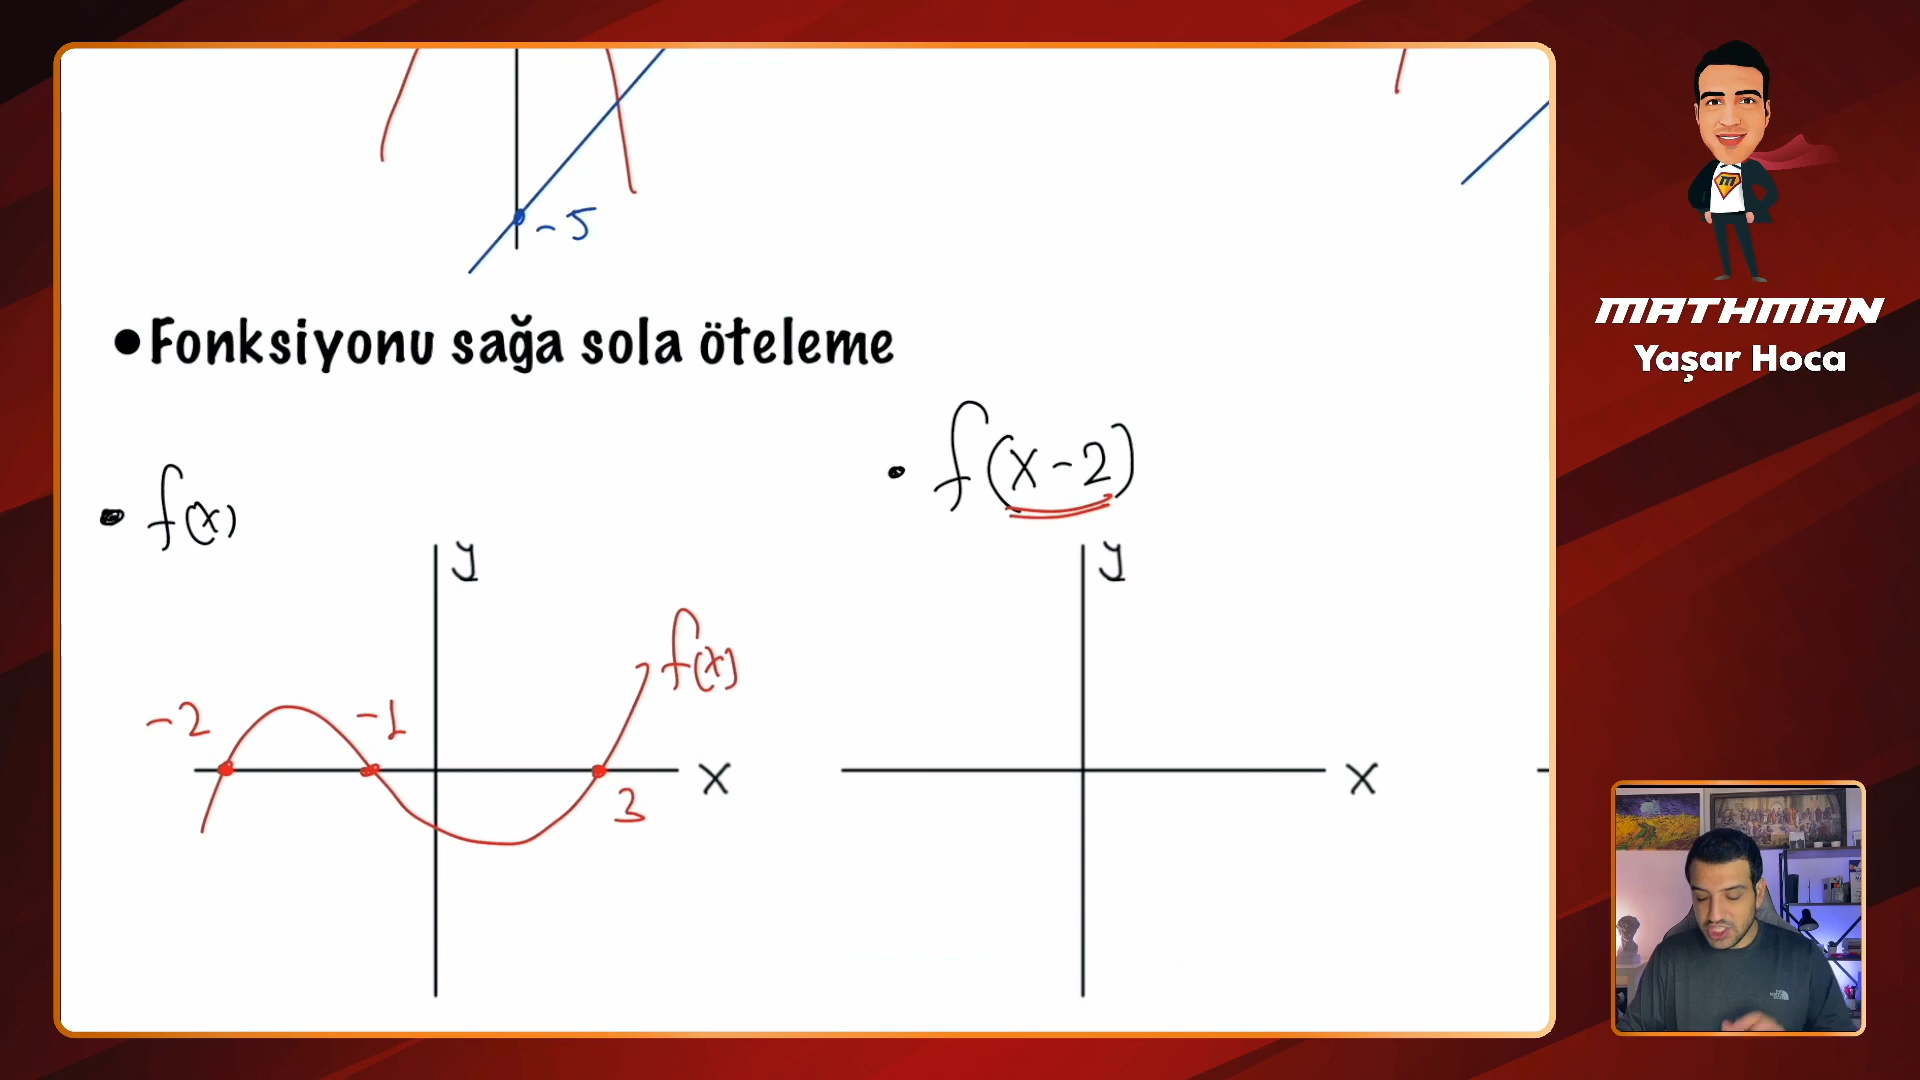 -5
•Fonksiyonu sağa sola öteleme
• f(x)
• f(x-2)
y
f(x)
-2
-1
3
x
y
x
MATHMAN
Yaşar Hoca